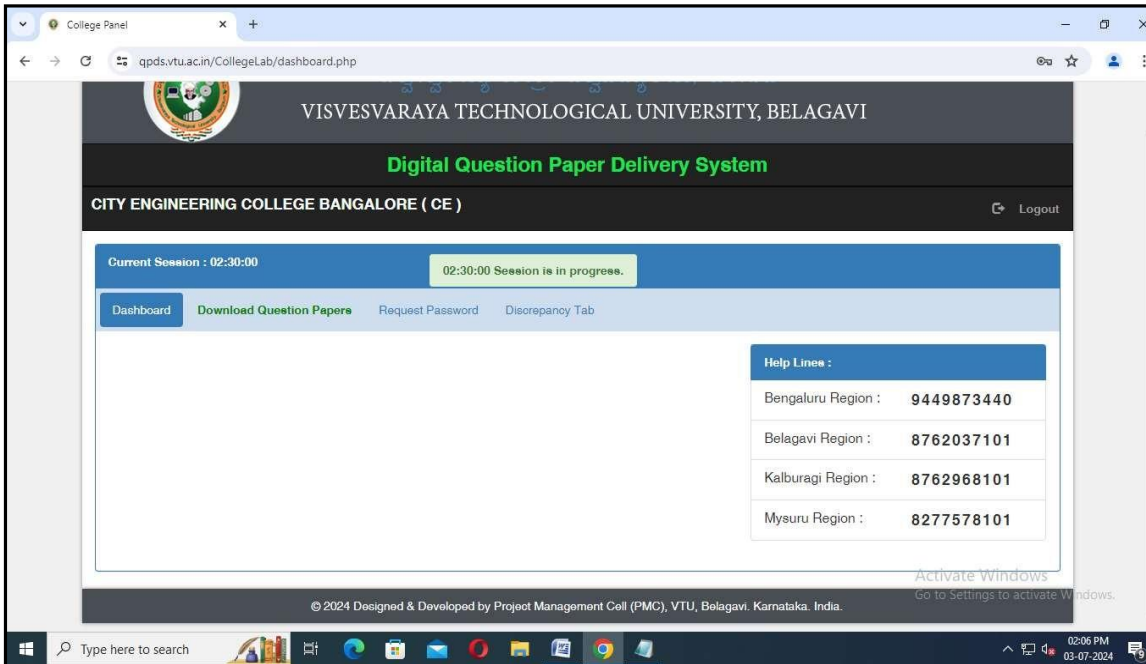 College Panel
qpds.vtu.ac.in/CollegeLab/dashboard.php
VISVESVARAYA TECHNOLOGICAL UNIVERSITY, BELAGAVI
Digital Question Paper Delivery System
CITY ENGINEERING COLLEGE BANGALORE ( CE )
Logout
Current Session : 02:30:00
02:30:00 Session is in progress.
Dashboard Download Question Papers Request Password Discrepancy Tab
Help Lines :
Bengaluru Region : 9449873440
Belagavi Region : 8762037101
Kalburagi Region : 8762968101
Mysuru Region : 8277578101
Activate Windows
Go to Settings to activate Windows.
© 2024 Designed & Developed by Project Management Cell (PMC), VTU, Belagavi. Karnataka. India.
Type here to search
02:06 PM
03-07-2024